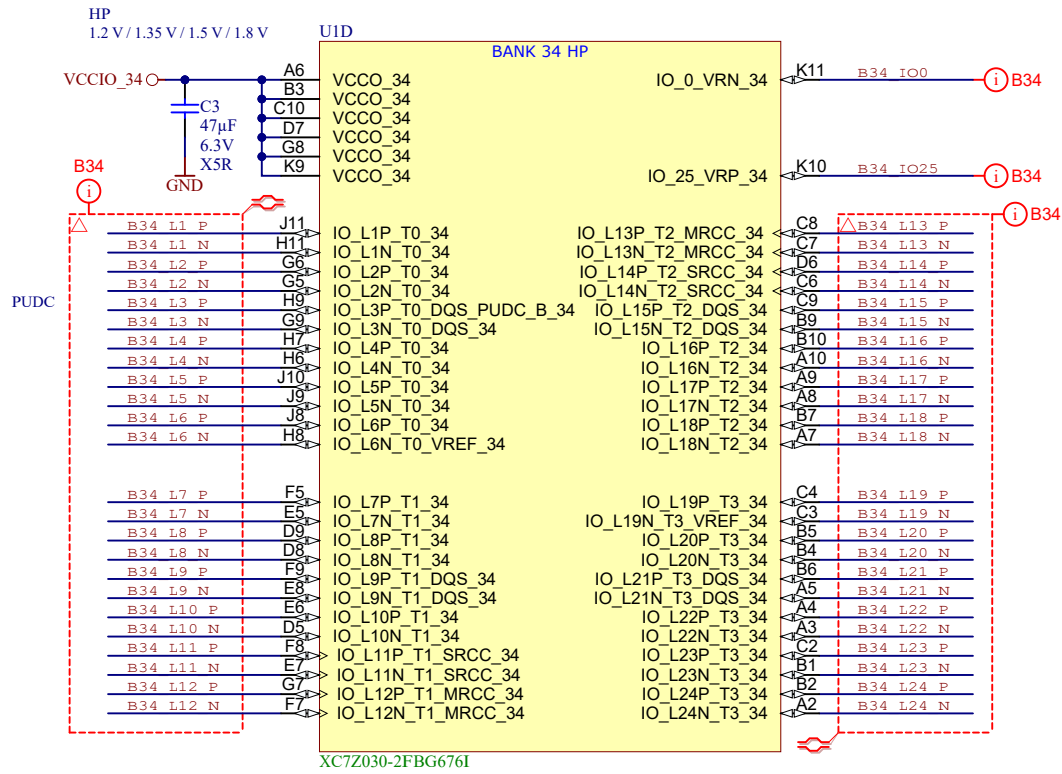 HP
1.2 V / 1.35 V / 1.5 V / 1.8 V
U1D
BANK 34 HP
VCCIO_34
A6 VCCO_34
B3 VCCO_34
C10 VCCO_34
D7 VCCO_34
G8 VCCO_34
K9 VCCO_34
C3
47µF
6.3V
X5R
GND
IO_0_VRN_34 K11 B34_IO0 i B34
IO_25_VRP_34 K10 B34_IO25 i B34
B34
i
i B34
PUDC
B34_L1_P J11 IO_L1P_T0_34
B34_L1_N H11 IO_L1N_T0_34
B34_L2_P G6 IO_L2P_T0_34
B34_L2_N G5 IO_L2N_T0_34
B34_L3_P H9 IO_L3P_T0_DQS_PUDC_B_34
B34_L3_N G9 IO_L3N_T0_DQS_34
B34_L4_P H7 IO_L4P_T0_34
B34_L4_N H6 IO_L4N_T0_34
B34_L5_P J10 IO_L5P_T0_34
B34_L5_N J9 IO_L5N_T0_34
B34_L6_P J8 IO_L6P_T0_34
B34_L6_N H8 IO_L6N_T0_VREF_34
B34_L7_P F5 IO_L7P_T1_34
B34_L7_N E5 IO_L7N_T1_34
B34_L8_P D9 IO_L8P_T1_34
B34_L8_N D8 IO_L8N_T1_34
B34_L9_P F9 IO_L9P_T1_DQS_34
B34_L9_N E8 IO_L9N_T1_DQS_34
B34_L10_P E6 IO_L10P_T1_34
B34_L10_N D5 IO_L10N_T1_34
B34_L11_P F8 IO_L11P_T1_SRCC_34
B34_L11_N E7 IO_L11N_T1_SRCC_34
B34_L12_P G7 IO_L12P_T1_MRCC_34
B34_L12_N F7 IO_L12N_T1_MRCC_34
IO_L13P_T2_MRCC_34 C8 B34_L13_P
IO_L13N_T2_MRCC_34 C7 B34_L13_N
IO_L14P_T2_SRCC_34 D6 B34_L14_P
IO_L14N_T2_SRCC_34 C6 B34_L14_N
IO_L15P_T2_DQS_34 C9 B34_L15_P
IO_L15N_T2_DQS_34 B9 B34_L15_N
IO_L16P_T2_34 B10 B34_L16_P
IO_L16N_T2_34 A10 B34_L16_N
IO_L17P_T2_34 A9 B34_L17_P
IO_L17N_T2_34 A8 B34_L17_N
IO_L18P_T2_34 B7 B34_L18_P
IO_L18N_T2_34 A7 B34_L18_N
IO_L19P_T3_34 C4 B34_L19_P
IO_L19N_T3_VREF_34 C3 B34_L19_N
IO_L20P_T3_34 B5 B34_L20_P
IO_L20N_T3_34 B4 B34_L20_N
IO_L21P_T3_DQS_34 B6 B34_L21_P
IO_L21N_T3_DQS_34 A5 B34_L21_N
IO_L22P_T3_34 A4 B34_L22_P
IO_L22N_T3_34 A3 B34_L22_N
IO_L23P_T3_34 C2 B34_L23_P
IO_L23N_T3_34 B1 B34_L23_N
IO_L24P_T3_34 B2 B34_L24_P
IO_L24N_T3_34 A2 B34_L24_N
XC7Z030-2FBG676I